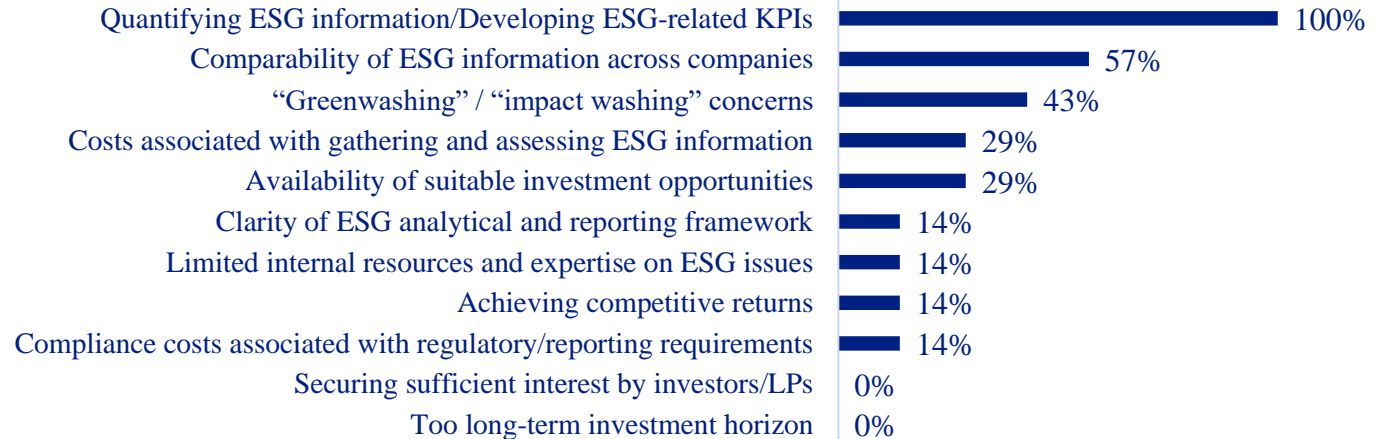 Quantifying ESG information/Developing ESG-related KPIs 100%
Comparability of ESG information across companies 57%
“Greenwashing” / “impact washing” concerns 43%
Costs associated with gathering and assessing ESG information 29%
Availability of suitable investment opportunities 29%
Clarity of ESG analytical and reporting framework 14%
Limited internal resources and expertise on ESG issues 14%
Achieving competitive returns 14%
Compliance costs associated with regulatory/reporting requirements 14%
Securing sufficient interest by investors/LPs 0%
Too long-term investment horizon 0%